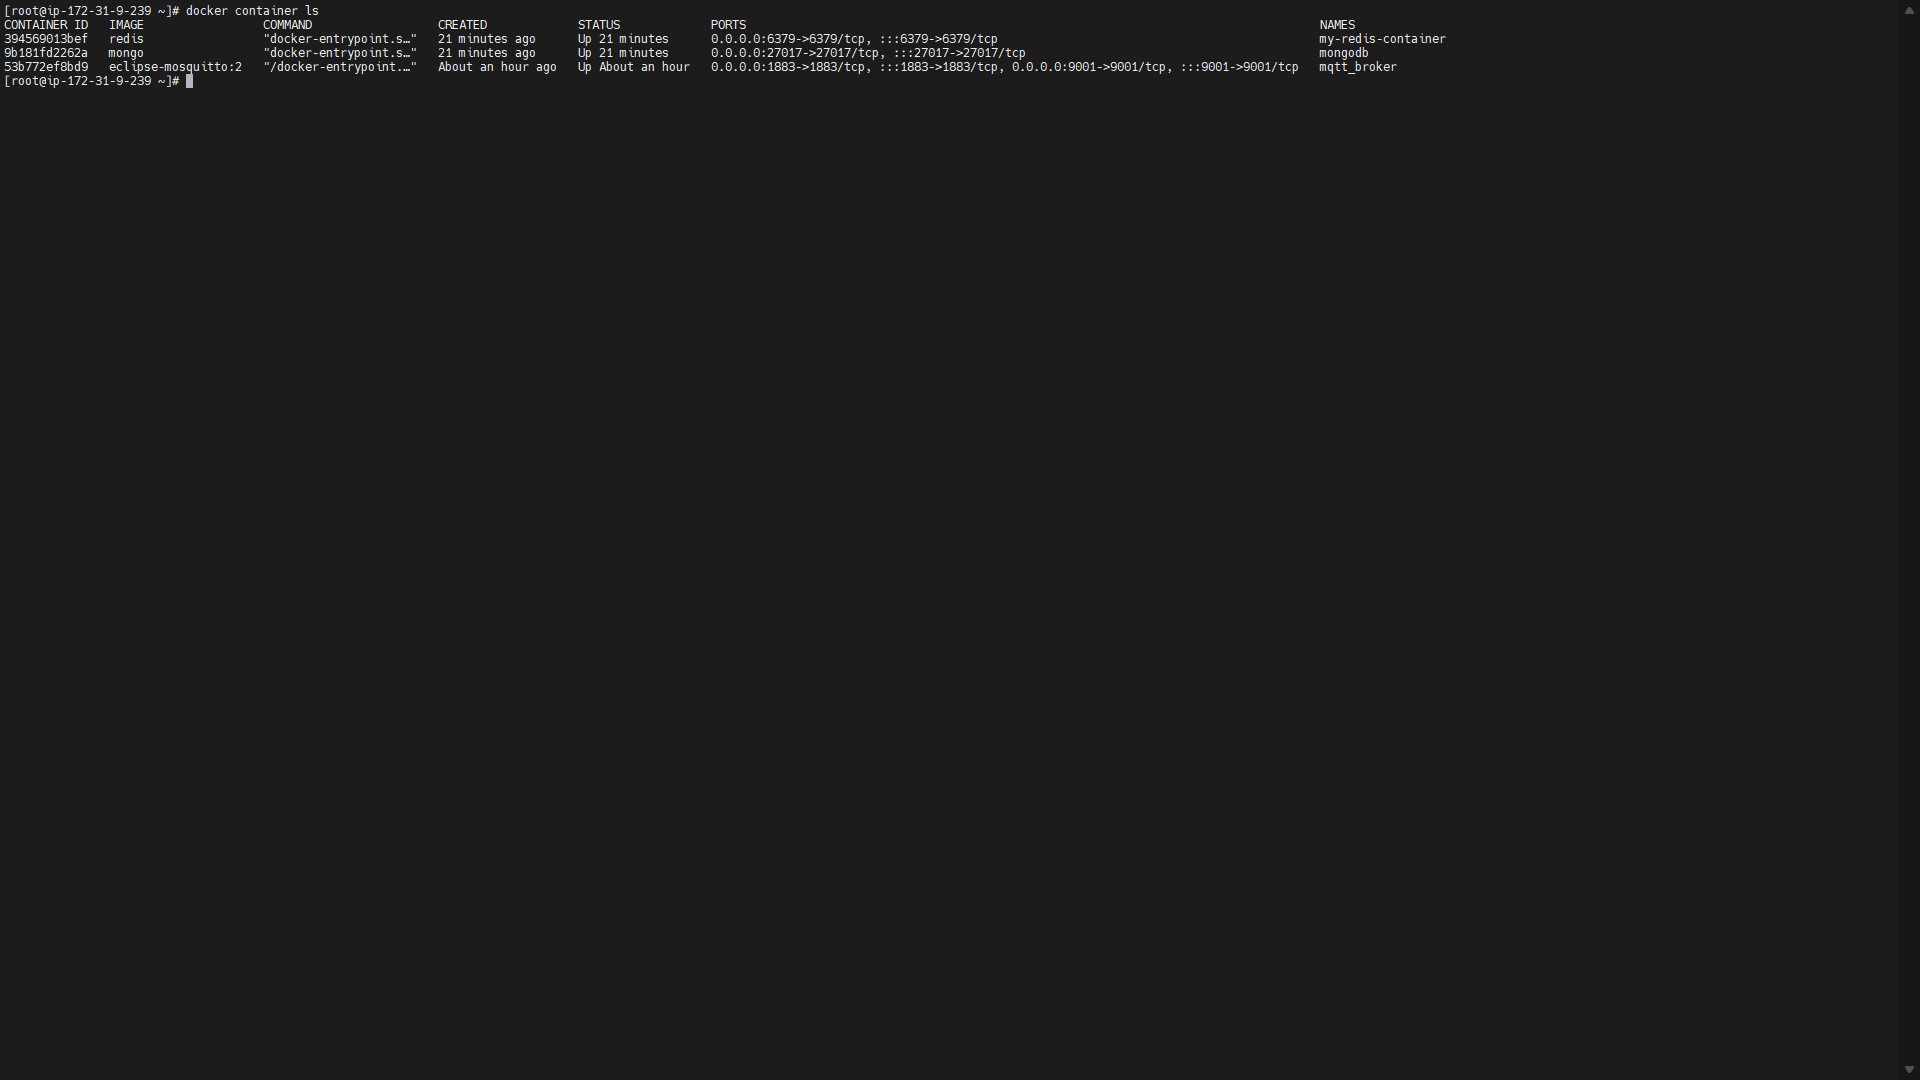 [root@ip-172-31-9-239 ~]# docker container ls
CONTAINER ID   IMAGE                 COMMAND                  CREATED             STATUS             PORTS                                                                                  NAMES
394569013bef   redis                 "docker-entrypoint.s…"   21 minutes ago      Up 21 minutes      0.0.0.0:6379->6379/tcp, :::6379->6379/tcp                                              my-redis-container
9b181fd2262a   mongo                 "docker-entrypoint.s…"   21 minutes ago      Up 21 minutes      0.0.0.0:27017->27017/tcp, :::27017->27017/tcp                                          mongodb
53b772ef8bd9   eclipse-mosquitto:2   "/docker-entrypoint.…"   About an hour ago   Up About an hour   0.0.0.0:1883->1883/tcp, :::1883->1883/tcp, 0.0.0.0:9001->9001/tcp, :::9001->9001/tcp   mqtt_broker
[root@ip-172-31-9-239 ~]#